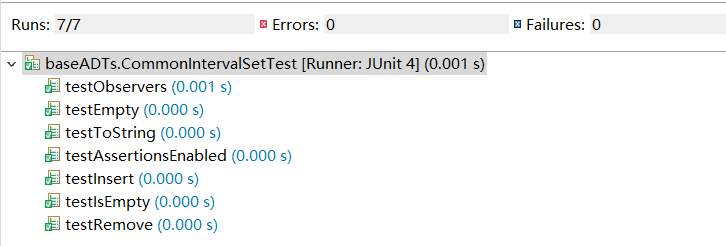 Runs: 7/7 Errors: 0 Failures: 0
baseADTs.CommonIntervalSetTest [Runner: JUnit 4] (0.001 s)
testObservers (0.001 s)
testEmpty (0.000 s)
testToString (0.000 s)
testAssertionsEnabled (0.000 s)
testInsert (0.000 s)
testIsEmpty (0.000 s)
testRemove (0.000 s)